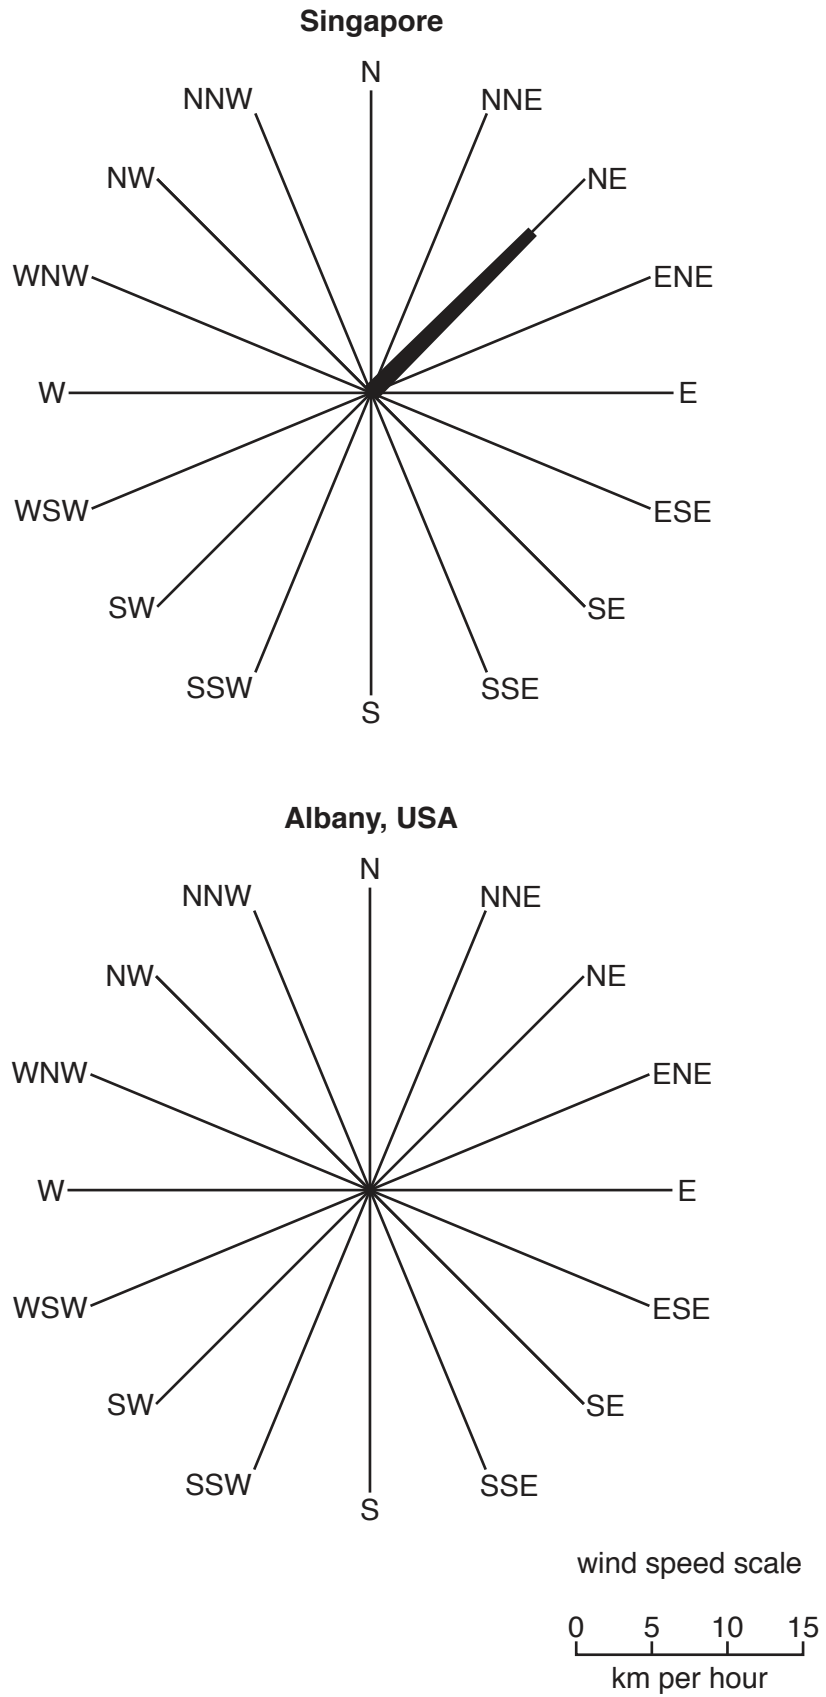 Singapore
N
NNW
NNE
NW
NE
WNW
ENE
W
E
WSW
ESE
SW
SE
SSW
SSE
S
Albany, USA
N
NNW
NNE
NW
NE
WNW
ENE
W
E
WSW
ESE
SW
SE
SSW
SSE
S
wind speed scale
0 5 10 15
km per hour